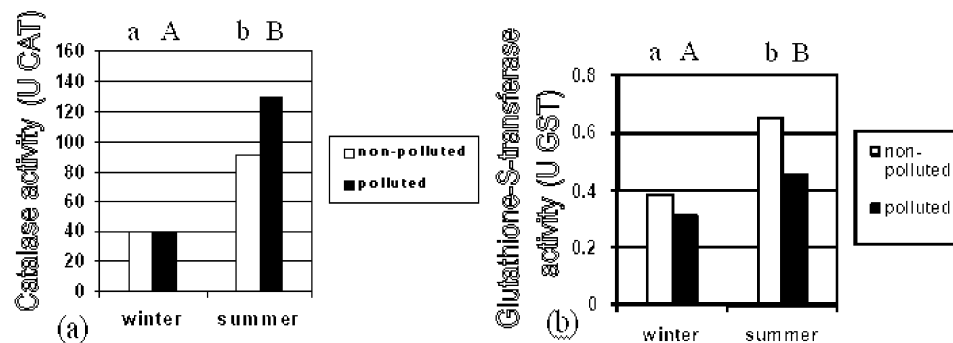 Catalase activity (U CAT)
a A b B
160
140
120
100
80
60
40
20
0
winter summer
(a)
non-polluted
polluted
Glutathione-S-transferase
activity (U GST)
a A b B
0.8
0.6
0.4
0.2
0
winter summer
(b)
non-
polluted
polluted